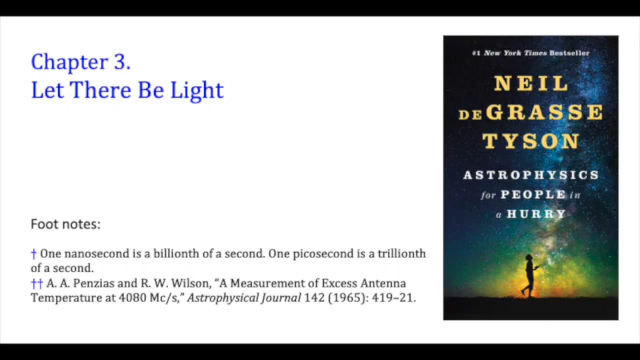 Chapter 3.
Let There Be Light
Foot notes:
† One nanosecond is a billionth of a second. One picosecond is a trillionth
of a second.
†† A. A. Penzias and R. W. Wilson, “A Measurement of Excess Antenna
Temperature at 4080 Mc/s,” Astrophysical Journal 142 (1965): 419–21.
#1 New York Times Bestseller
NEIL
DEGRASSE
TYSON
ASTROPHYSICS
for PEOPLE in
a HURRY